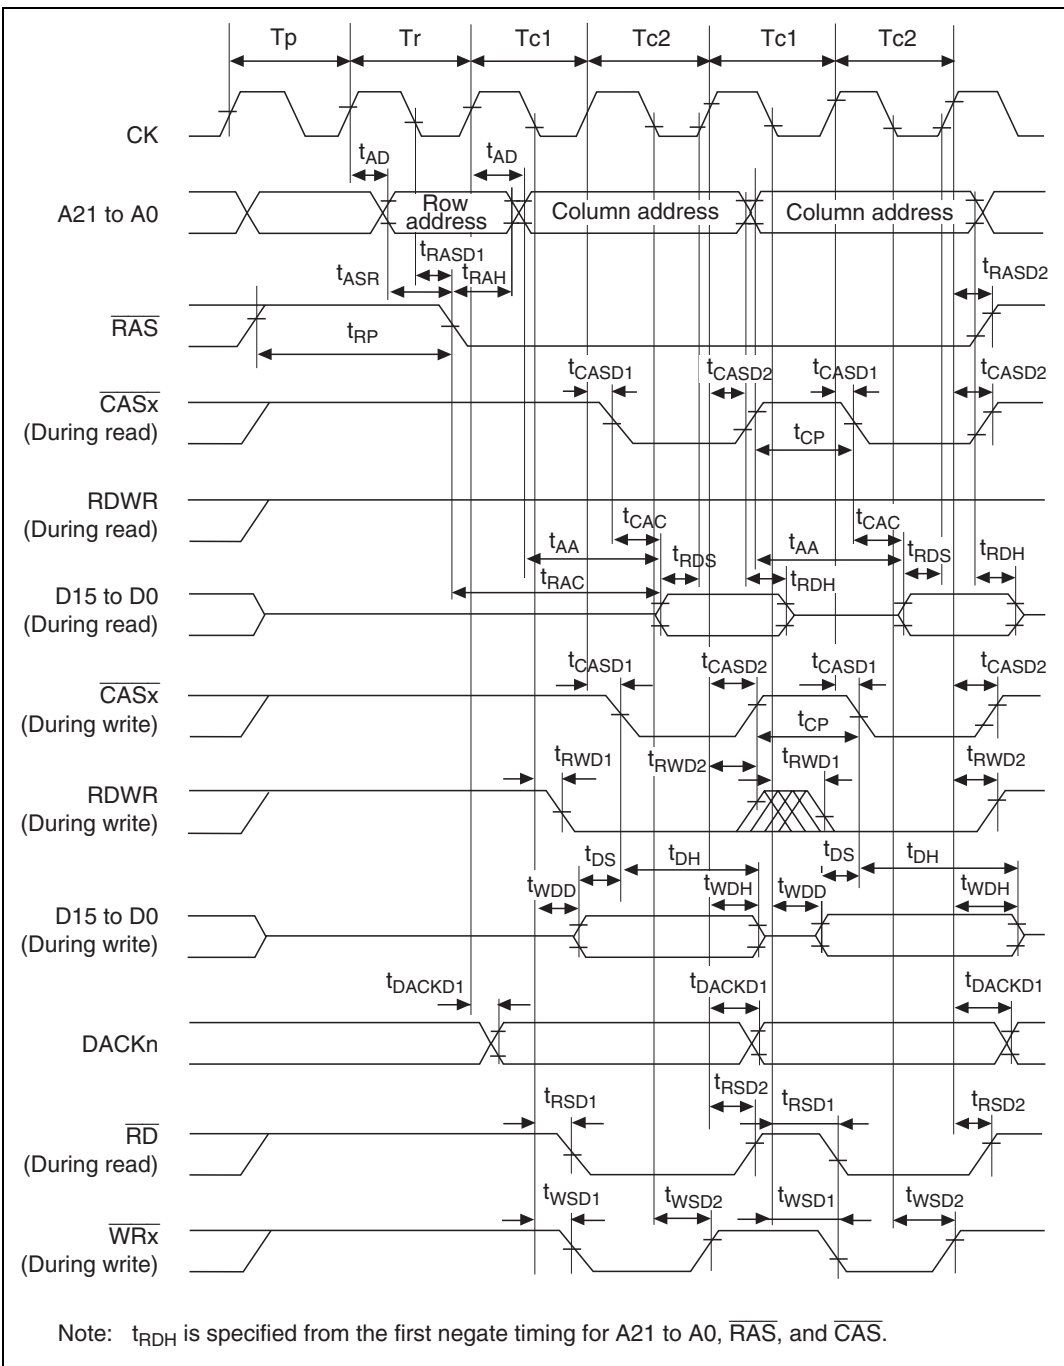 Tp Tr Tc1 Tc2 Tc1 Tc2
CK
tAD tAD
A21 to A0 Row address Column address Column address
tRASD1
tASR tRAH tRASD2
RAS tRP
tCASD1 tCASD2 tCASD1 tCASD2
CASx
(During read) tCP
RDWR
(During read)
tCAC tCAC
tAA tRDS tAA tRDS tRDH
tRAC tRDH
D15 to D0
(During read)
tCASD1 tCASD2 tCASD1 tCASD2
CASx
(During write) tCP
tRWD1 tRWD2 tRWD1 tRWD2
RDWR
(During write)
tDS tDH tDS tDH
tWDD tWDH tWDD tWDH
D15 to D0
(During write)
tDACKD1 tDACKD1 tDACKD1
DACKn
tRSD1 tRSD2 tRSD1 tRSD2
RD
(During read)
tWSD1 tWSD2 tWSD1 tWSD2
WRx
(During write)
Note: tRDH is specified from the first negate timing for A21 to A0, RAS, and CAS.